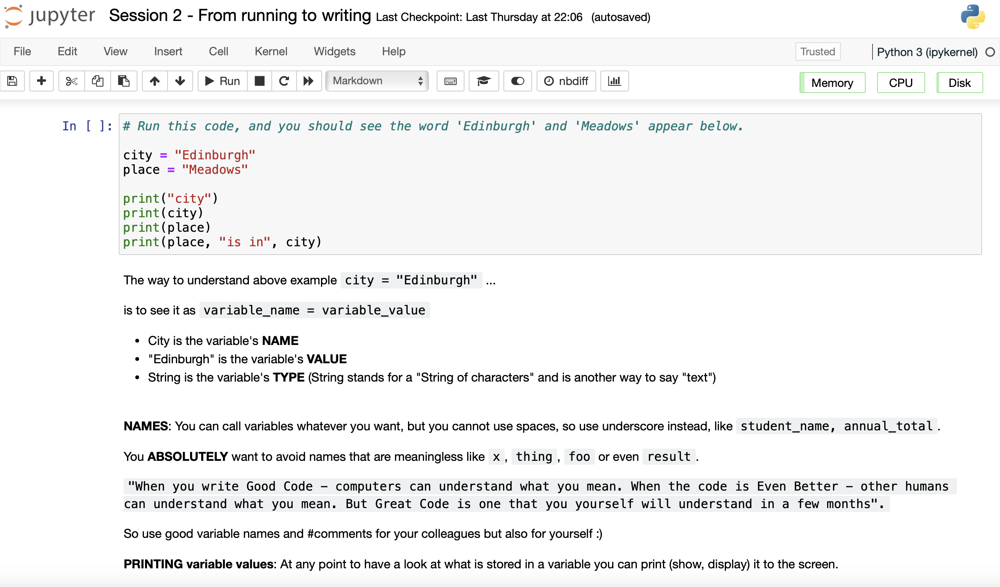 jupyter Session 2 - From running to writing Last Checkpoint: Last Thursday at 22:06 (autosaved)
File Edit View Insert Cell Kernel Widgets Help Trusted Python 3 (ipykernel)
Run Markdown nbdiff Memory CPU Disk
In [ ]: # Run this code, and you should see the word 'Edinburgh' and 'Meadows' appear below.
city = "Edinburgh"
place = "Meadows"
print("city")
print(city)
print(place)
print(place, "is in", city)
The way to understand above example city = "Edinburgh" ...
is to see it as variable_name = variable_value
• City is the variable's NAME
• "Edinburgh" is the variable's VALUE
• String is the variable's TYPE (String stands for a "String of characters" and is another way to say "text")
NAMES: You can call variables whatever you want, but you cannot use spaces, so use underscore instead, like student_name, annual_total.
You ABSOLUTELY want to avoid names that are meaningless like x, thing, foo or even result.
"When you write Good Code – computers can understand what you mean. When the code is Even Better – other humans
can understand what you mean. But Great Code is one that you yourself will understand in a few months".
So use good variable names and #comments for your colleagues but also for yourself :)
PRINTING variable values: At any point to have a look at what is stored in a variable you can print (show, display) it to the screen.